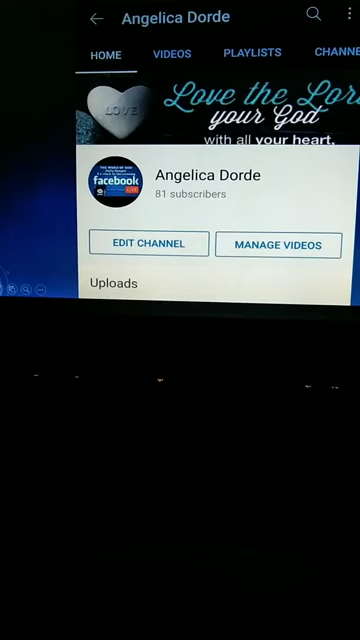 Angelica Dorde
HOME VIDEOS PLAYLISTS CHANNE
LOVE
Love the Lor
your God
with all your heart.
facebook
Angelica Dorde
81 subscribers
EDIT CHANNEL MANAGE VIDEOS
Uploads